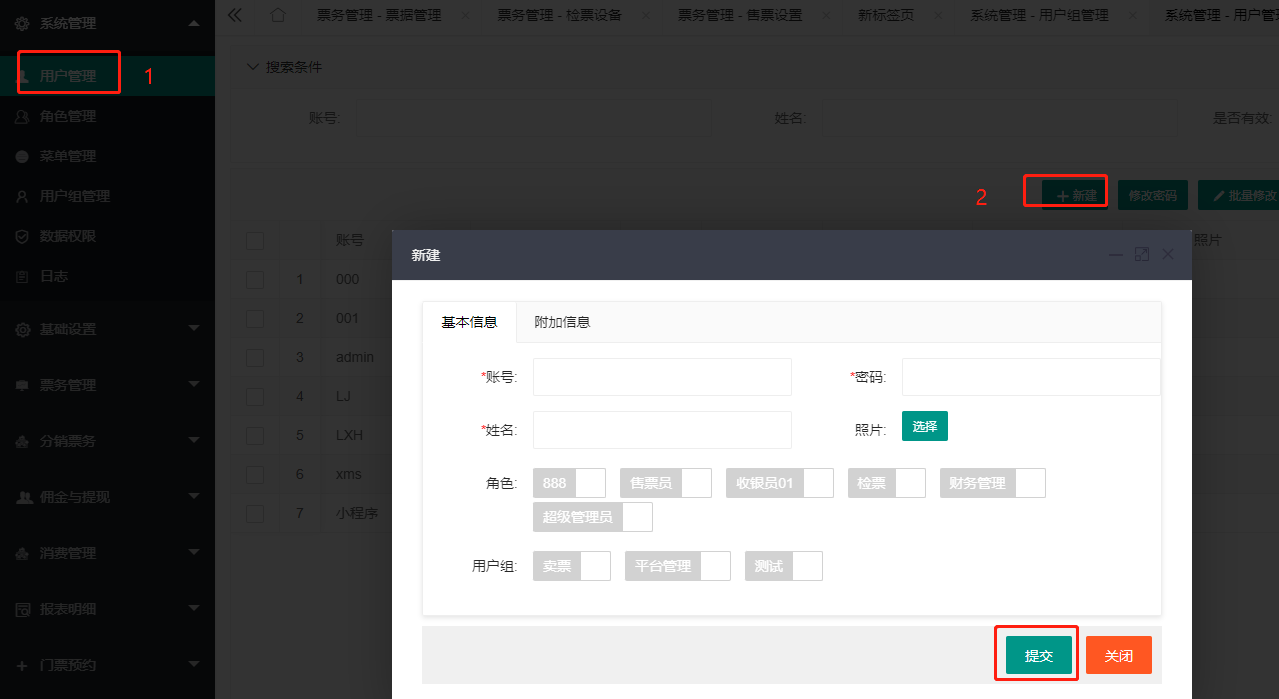 系统管理
票务管理 - 票据管理
票务管理 - 检票设备
票务管理 - 售票设置
新标签页
系统管理 - 用户组管理
系统管理 - 用户管
用户管理
1
角色管理
菜单管理
用户组管理
数据权限
日志
基础设置
票务管理
分销票务
佣金与提现
消费管理
报表明细
门票预约
搜索条件
账号:
姓名:
是否有效:
2
新建
修改密码
批量修改
账号
照片
1 000
2 001
3 admin
4 LJ
5 LXH
6 xms
7 小程序
新建
基本信息
附加信息
*账号:
*密码:
*姓名:
照片:
选择
角色:
888
售票员
收银员01
检票
财务管理
超级管理员
用户组:
卖票
平台管理
测试
提交
关闭